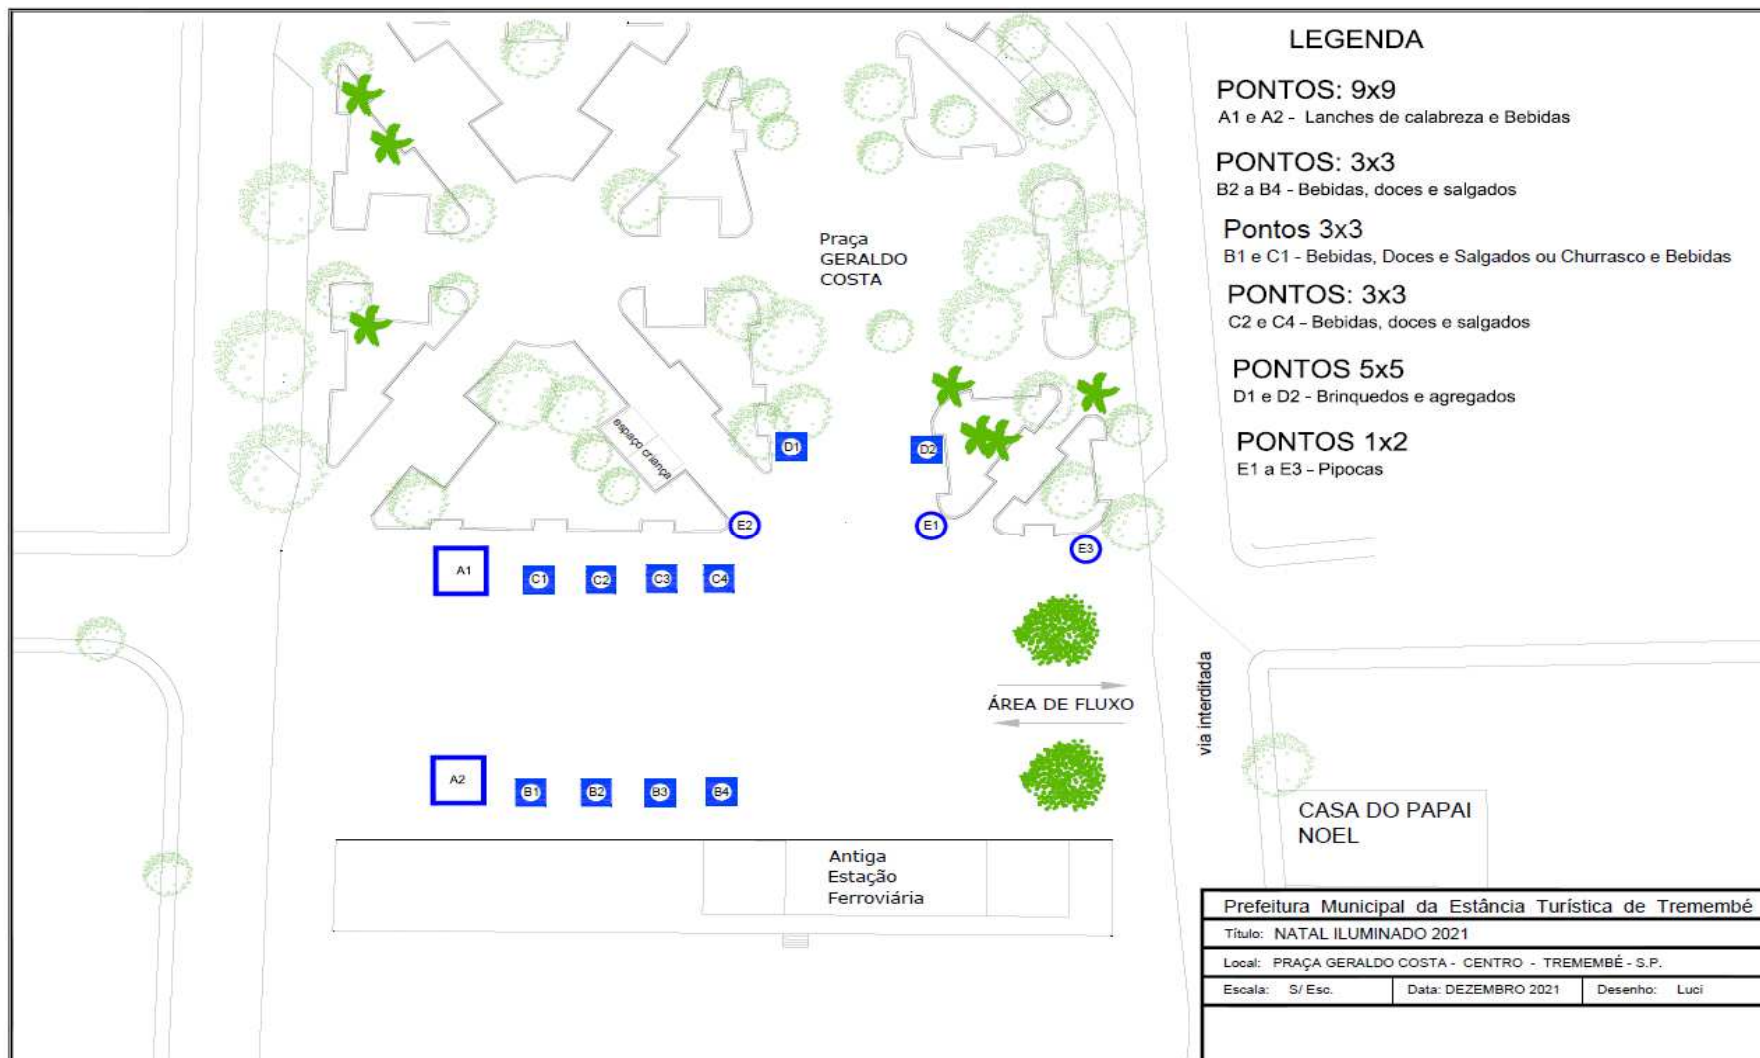 LEGENDA
PONTOS: 9x9
A1 e A2 - Lanches de calabreza e Bebidas
PONTOS: 3x3
B2 a B4 - Bebidas, doces e salgados
Pontos 3x3
B1 e C1 - Bebidas, Doces e Salgados ou Churrasco e Bebidas
PONTOS: 3x3
C2 e C4 - Bebidas, doces e salgados
PONTOS 5x5
D1 e D2 - Brinquedos e agregados
PONTOS 1x2
E1 a E3 - Pipocas
Praça
GERALDO
COSTA
espaço criança
D1
D2
E2
E1
E3
A1
C1
C2
C3
C4
ÁREA DE FLUXO
via interditada
A2
B1
B2
B3
B4
CASA DO PAPAI
NOEL
Antiga
Estação
Ferroviária
Prefeitura Municipal da Estância Turística de Tremembé
Título: NATAL ILUMINADO 2021
Local: PRAÇA GERALDO COSTA - CENTRO - TREMEMBÉ - S.P.
Escala: S/ Esc. Data: DEZEMBRO 2021 Desenho: Luci